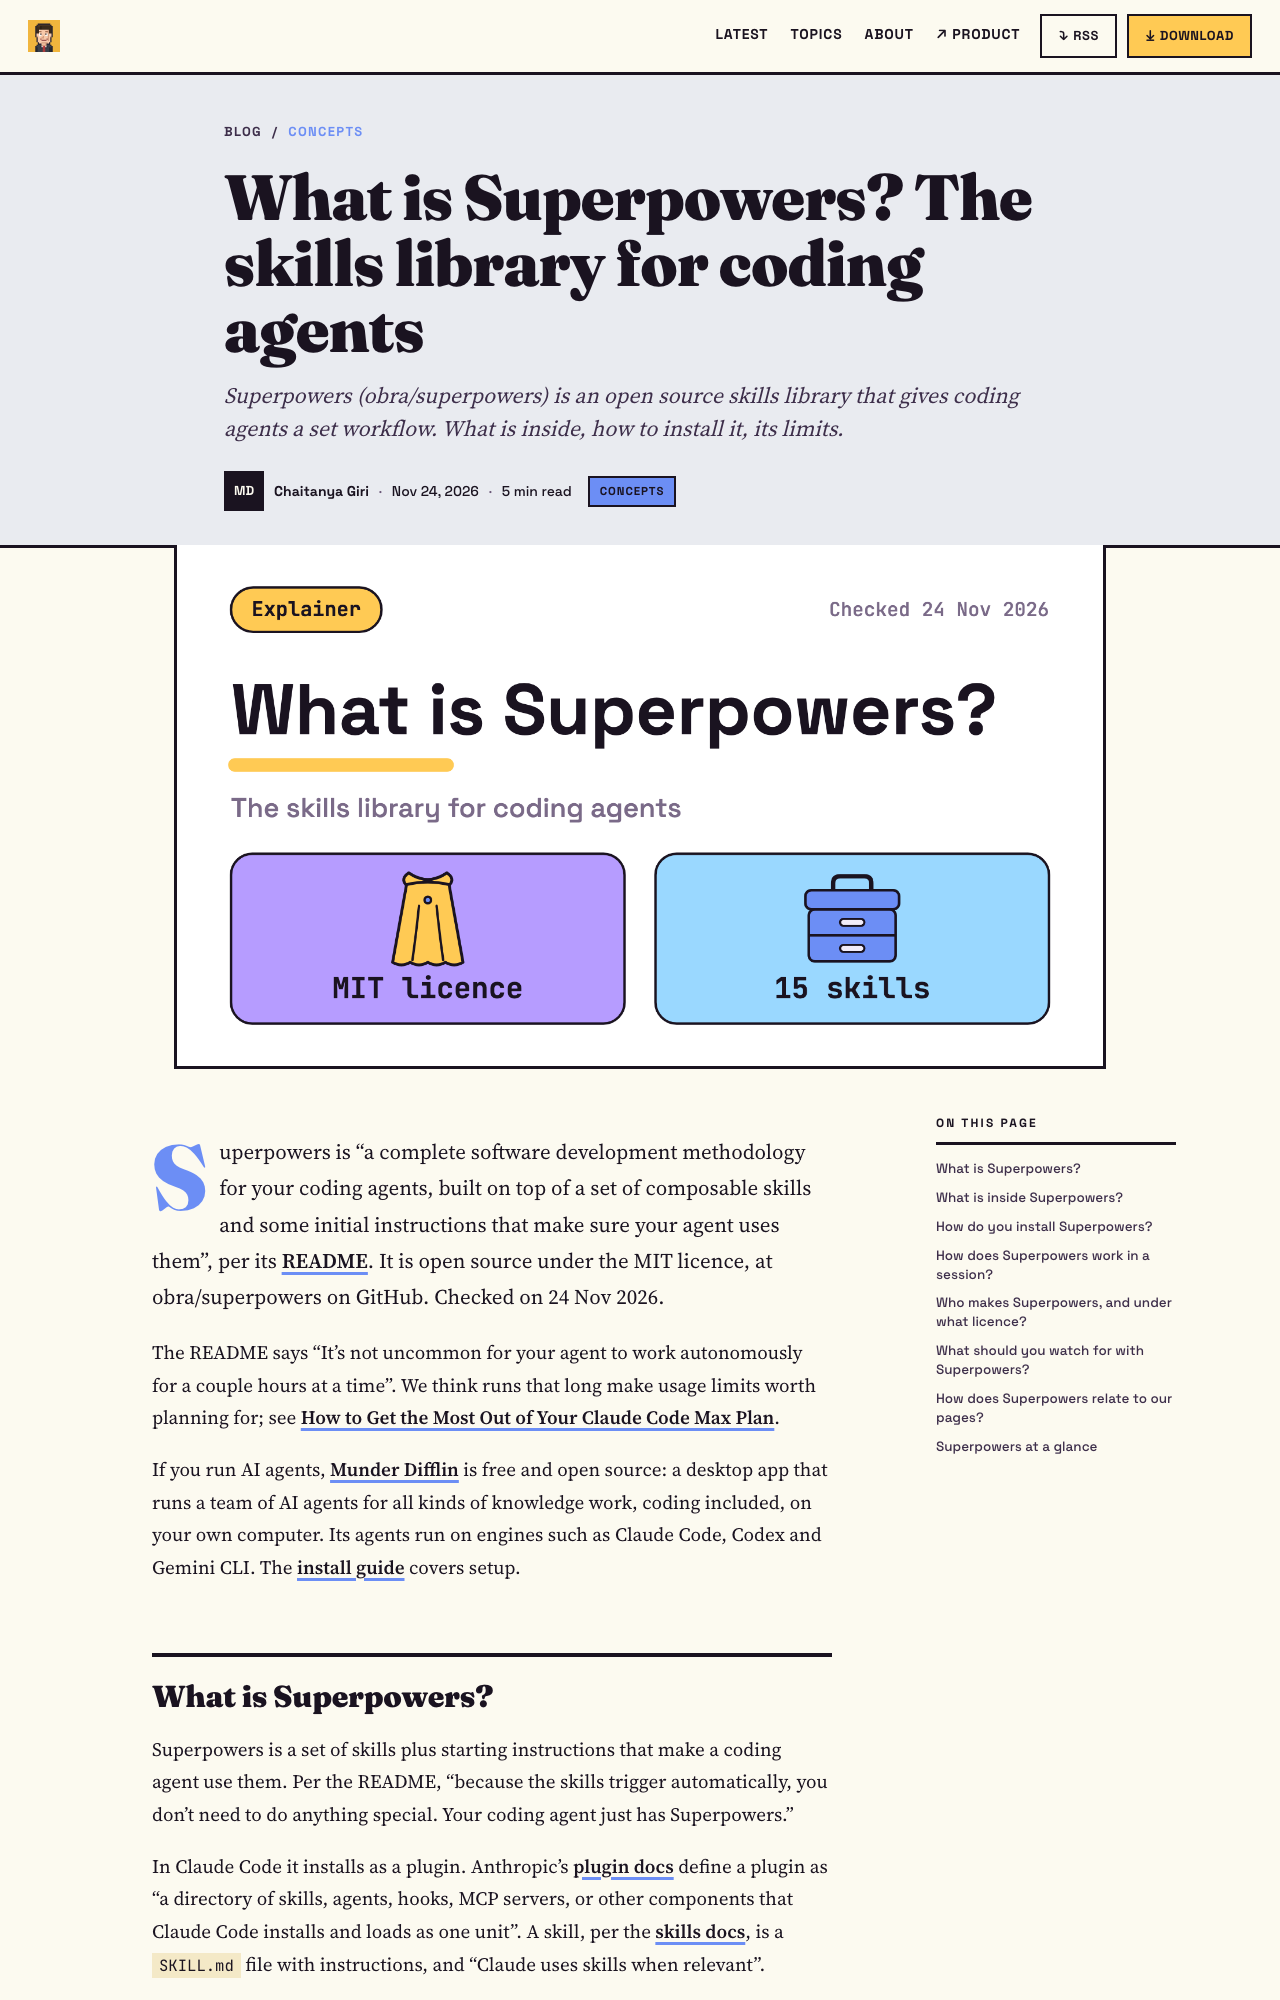 LATEST TOPICS ABOUT ↗ PRODUCT ⤵ RSS ⤓ DOWNLOAD
BLOG / CONCEPTS
What is Superpowers? The
skills library for coding
agents
Superpowers (obra/superpowers) is an open source skills library that gives coding
agents a set workflow. What is inside, how to install it, its limits.
MD Chaitanya Giri · Nov 24, 2026 · 5 min read CONCEPTS
Explainer Checked 24 Nov 2026
What is Superpowers?
The skills library for coding agents
MIT licence 15 skills
Superpowers is “a complete software development methodology
for your coding agents, built on top of a set of composable skills
and some initial instructions that make sure your agent uses
them”, per its README. It is open source under the MIT licence, at
obra/superpowers on GitHub. Checked on 24 Nov 2026.
The README says “It’s not uncommon for your agent to work autonomously
for a couple hours at a time”. We think runs that long make usage limits worth
planning for; see How to Get the Most Out of Your Claude Code Max Plan.
If you run AI agents, Munder Difflin is free and open source: a desktop app that
runs a team of AI agents for all kinds of knowledge work, coding included, on
your own computer. Its agents run on engines such as Claude Code, Codex and
Gemini CLI. The install guide covers setup.
What is Superpowers?
Superpowers is a set of skills plus starting instructions that make a coding
agent use them. Per the README, “because the skills trigger automatically, you
don’t need to do anything special. Your coding agent just has Superpowers.”
In Claude Code it installs as a plugin. Anthropic’s plugin docs define a plugin as
“a directory of skills, agents, hooks, MCP servers, or other components that
Claude Code installs and loads as one unit”. A skill, per the skills docs, is a
SKILL.md file with instructions, and “Claude uses skills when relevant”.
ON THIS PAGE
What is Superpowers?
What is inside Superpowers?
How do you install Superpowers?
How does Superpowers work in a
session?
Who makes Superpowers, and under
what licence?
What should you watch for with
Superpowers?
How does Superpowers relate to our
pages?
Superpowers at a glance